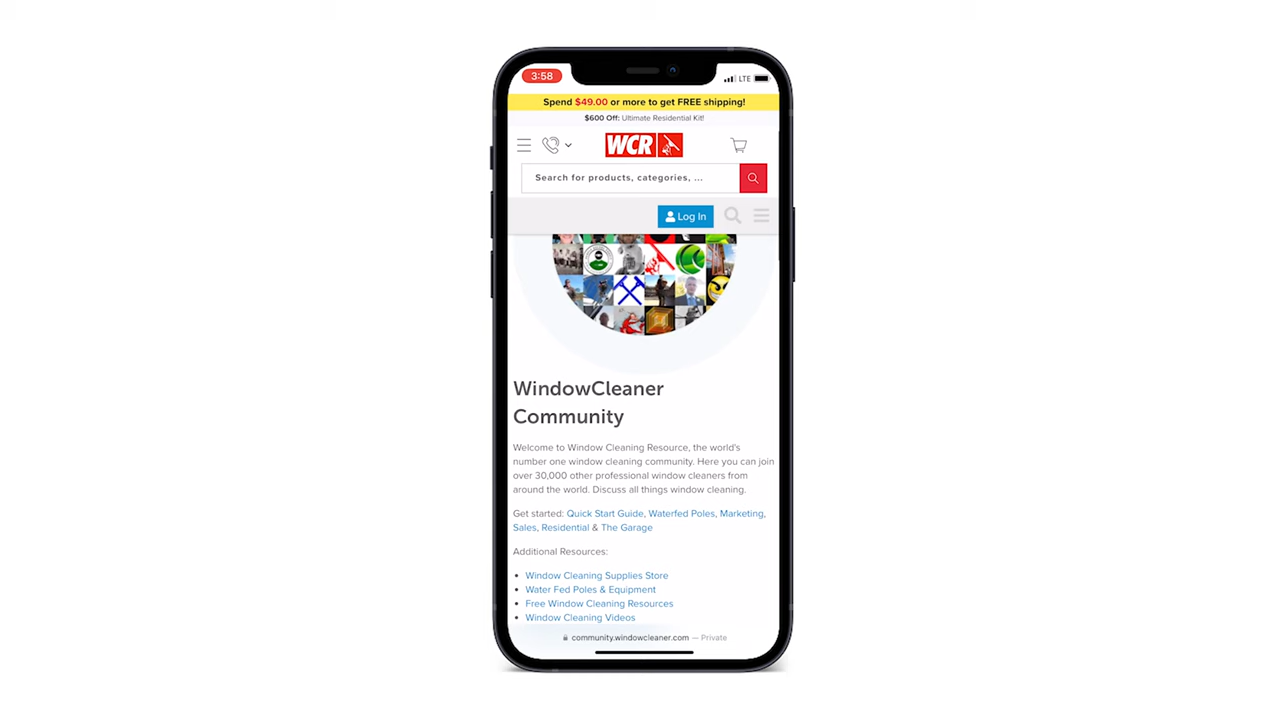 3:58
LTE
Spend $49.00 or more to get FREE shipping!
$600 Off: Ultimate Residential Kit!
WCR
Search for products, categories, ...
Log In
WindowCleaner
Community
Welcome to Window Cleaning Resource, the world's
number one window cleaning community. Here you can join
over 30,000 other professional window cleaners from
around the world. Discuss all things window cleaning.
Get started: Quick Start Guide, Waterfed Poles, Marketing,
Sales, Residential & The Garage
Additional Resources:
• Window Cleaning Supplies Store
• Water Fed Poles & Equipment
• Free Window Cleaning Resources
• Window Cleaning Videos
community.windowcleaner.com — Private